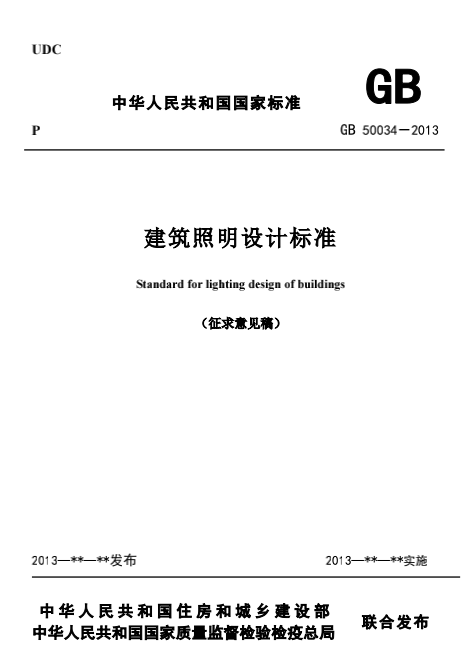 UDC
中华人民共和国国家标准
GB
P
GB 50034－2013
建筑照明设计标准
Standard for lighting design of buildings
（征求意见稿）
2013—**—**发布
2013—**—**实施
中华人民共和国住房和城乡建设部
中华人民共和国国家质量监督检验检疫总局
联合发布